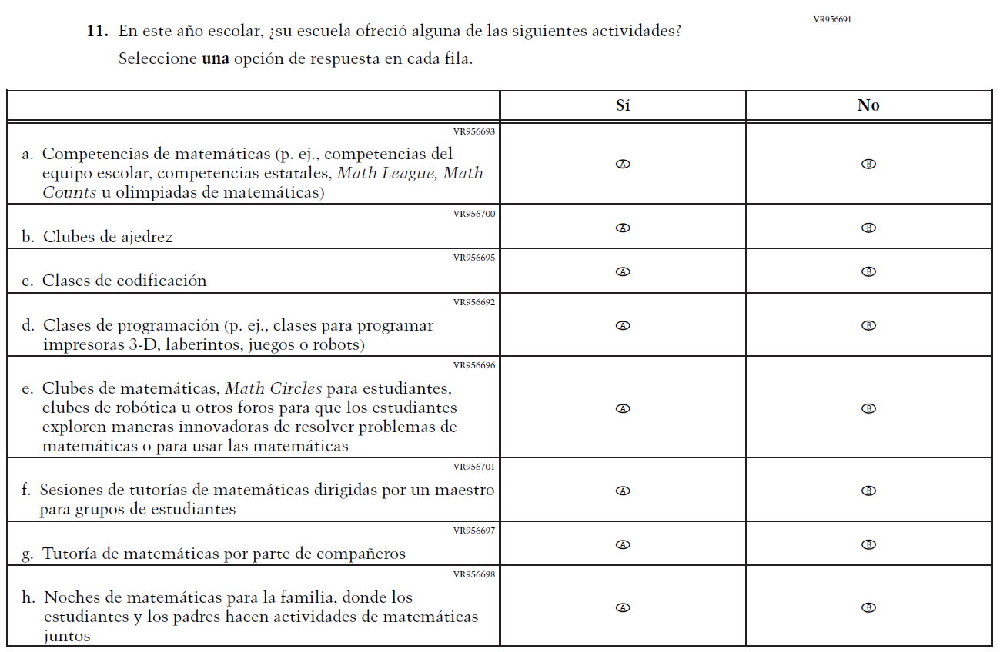 VR956691
11. En este año escolar, ¿su escuela ofreció alguna de las siguientes actividades?
Seleccione una opción de respuesta en cada fila.
Sí No
VR956693
a. Competencias de matemáticas (p. ej., competencias del
equipo escolar, competencias estatales, Math League, Math
Counts u olimpiadas de matemáticas)
A B
VR956700
b. Clubes de ajedrez
A B
VR956695
c. Clases de codificación
A B
VR956692
d. Clases de programación (p. ej., clases para programar
impresoras 3-D, laberintos, juegos o robots)
A B
VR956696
e. Clubes de matemáticas, Math Circles para estudiantes,
clubes de robótica u otros foros para que los estudiantes
exploren maneras innovadoras de resolver problemas de
matemáticas o para usar las matemáticas
A B
VR956701
f. Sesiones de tutorías de matemáticas dirigidas por un maestro
para grupos de estudiantes
A B
VR956697
g. Tutoría de matemáticas por parte de compañeros
A B
VR956698
h. Noches de matemáticas para la familia, donde los
estudiantes y los padres hacen actividades de matemáticas
juntos
A B